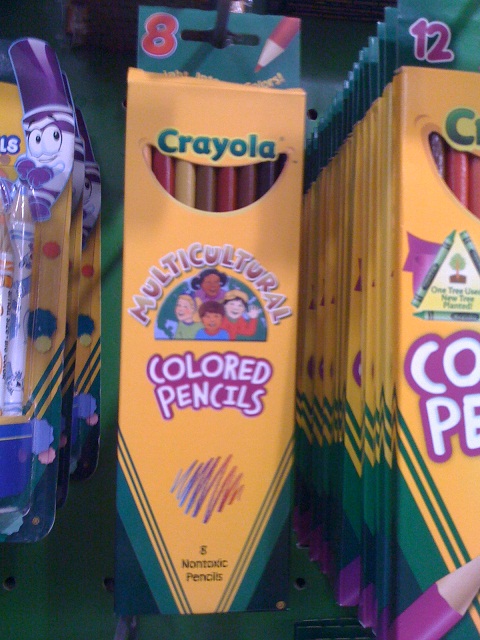 8
Crayola
MULTICULTURAL
COLORED
PENCILS
8
Nontoxic
Pencils
12
C
One Tree Used
New Tree
Planted!
CO
PE
ls